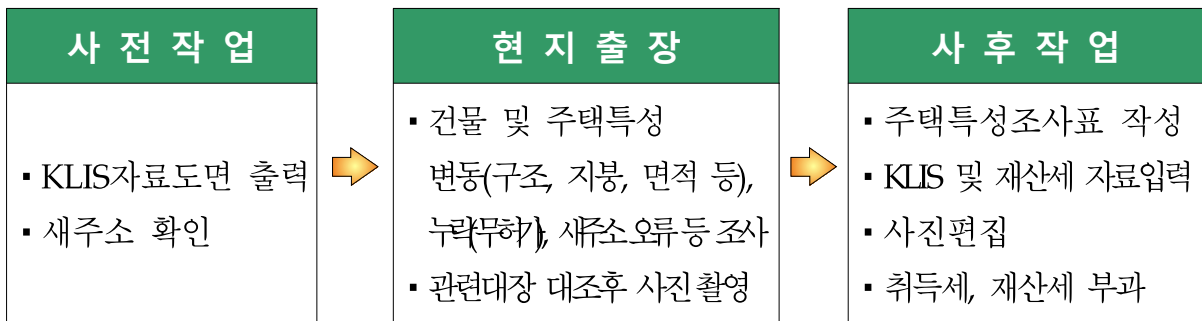 사 전 작 업
▪ KLIS자료도면 출력
▪ 새주소 확인
현 지 출 장
▪ 건물 및 주택특성
변동(구조, 지붕, 면적 등),
누락(무허가), 새주소 오류 등 조사
▪ 관련대장 대조후 사진 촬영
사 후 작 업
▪ 주택특성조사표 작성
▪ KLIS 및 재산세 자료입력
▪ 사진편집
▪ 취득세, 재산세 부과